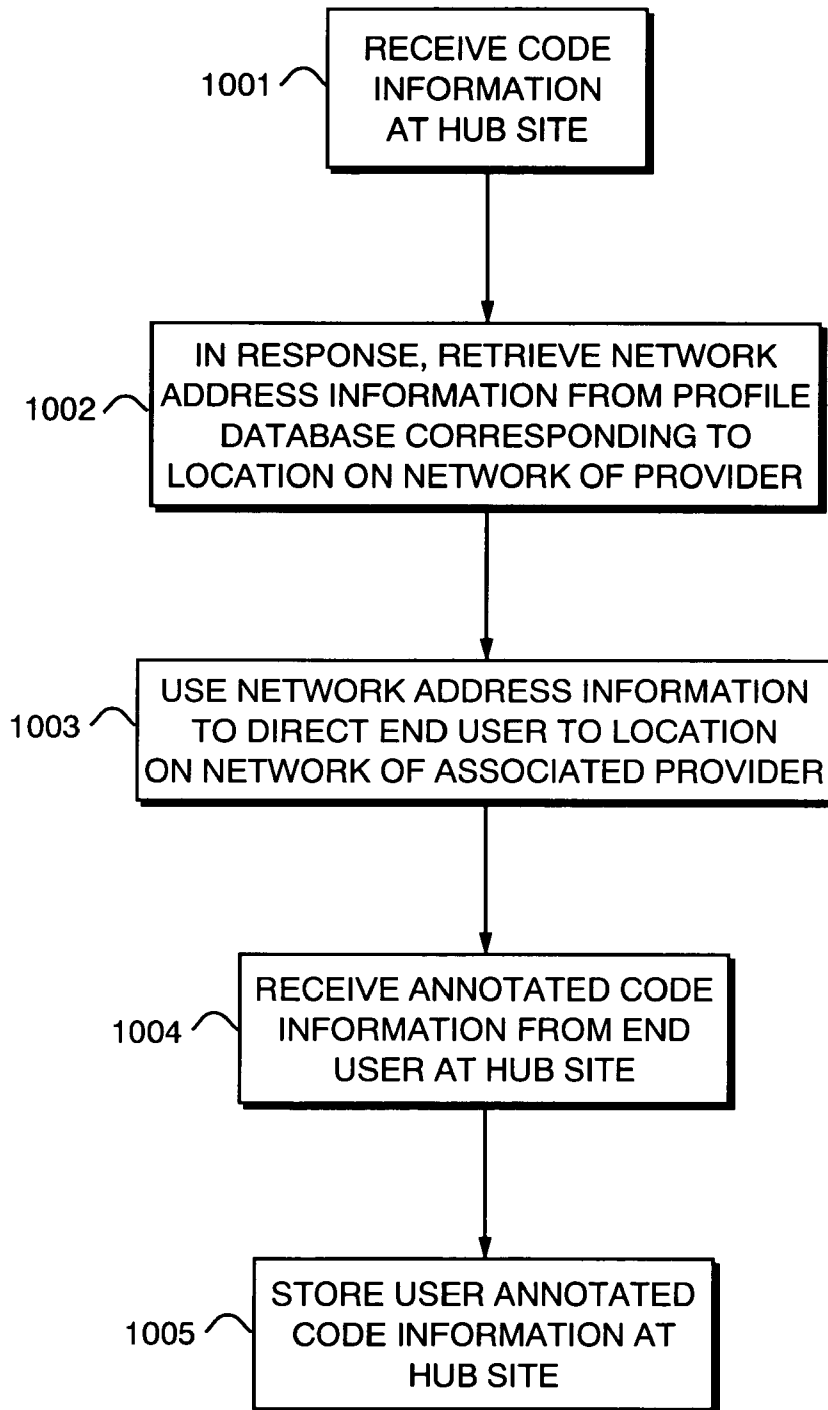 RECEIVE CODE
INFORMATION
AT HUB SITE
1001
IN RESPONSE, RETRIEVE NETWORK
ADDRESS INFORMATION FROM PROFILE
DATABASE CORRESPONDING TO
LOCATION ON NETWORK OF PROVIDER
1002
USE NETWORK ADDRESS INFORMATION
TO DIRECT END USER TO LOCATION
ON NETWORK OF ASSOCIATED PROVIDER
1003
RECEIVE ANNOTATED CODE
INFORMATION FROM END
USER AT HUB SITE
1004
STORE USER ANNOTATED
CODE INFORMATION AT
HUB SITE
1005